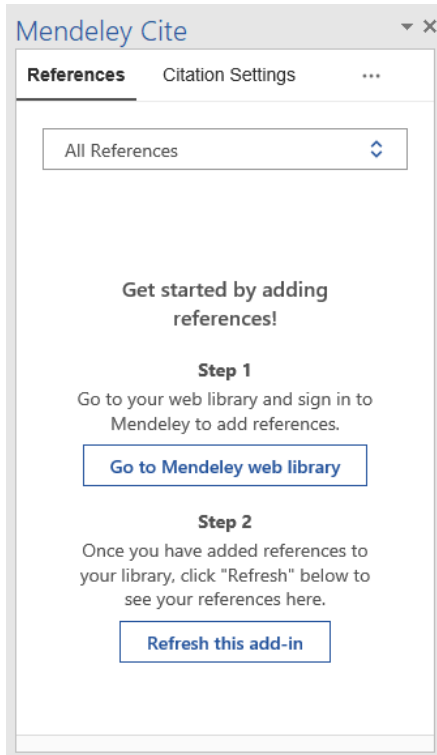 Mendeley Cite
References Citation Settings ...
All References
Get started by adding
references!
Step 1
Go to your web library and sign in to
Mendeley to add references.
Go to Mendeley web library
Step 2
Once you have added references to
your library, click "Refresh" below to
see your references here.
Refresh this add-in